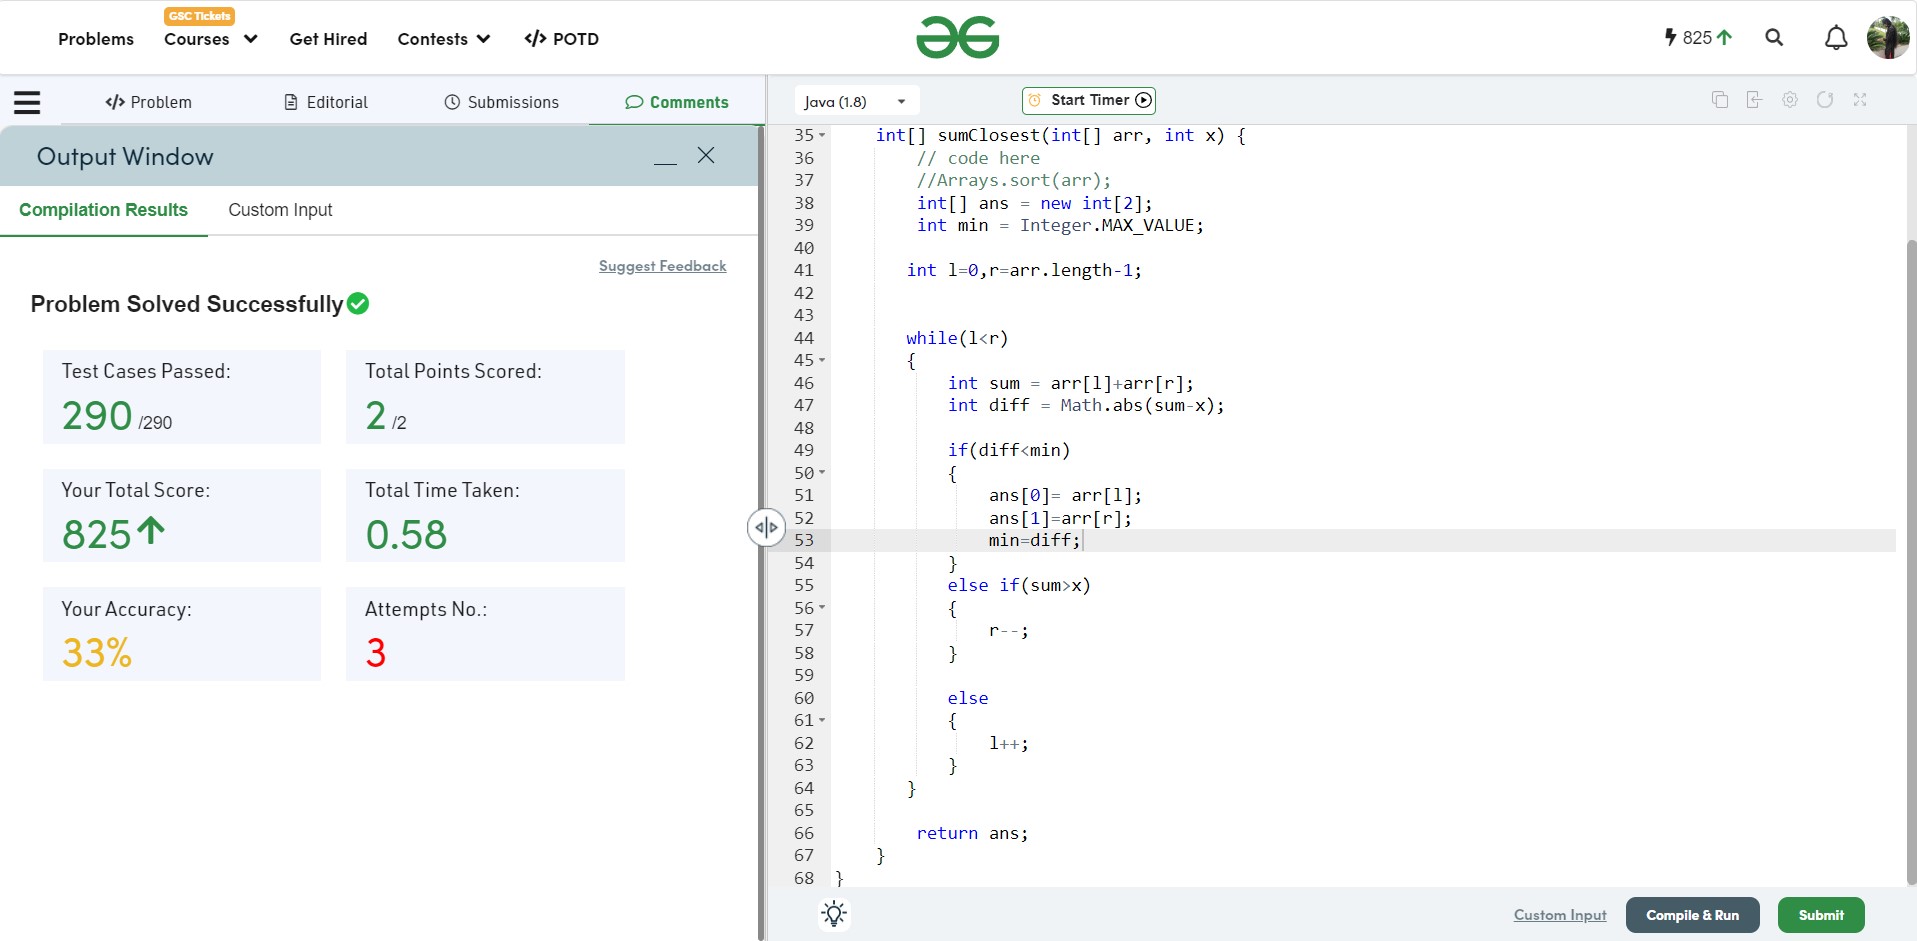 GSC Tickets
Problems Courses Get Hired Contests </> POTD
825
</> Problem Editorial Submissions Comments
Output Window
Compilation Results Custom Input
Suggest Feedback
Problem Solved Successfully
Test Cases Passed:
290 /290
Total Points Scored:
2 /2
Your Total Score:
825
Total Time Taken:
0.58
Your Accuracy:
33%
Attempts No.:
3
Java (1.8) Start Timer
35 int[] sumClosest(int[] arr, int x) {
36 // code here
37 //Arrays.sort(arr);
38 int[] ans = new int[2];
39 int min = Integer.MAX_VALUE;
40
41 int l=0,r=arr.length-1;
42
43
44 while(l<r)
45 {
46 int sum = arr[l]+arr[r];
47 int diff = Math.abs(sum-x);
48
49 if(diff<min)
50 {
51 ans[0]= arr[l];
52 ans[1]=arr[r];
53 min=diff;
54 }
55 else if(sum>x)
56 {
57 r--;
58 }
59
60 else
61 {
62 l++;
63 }
64 }
65
66 return ans;
67 }
68 }
Custom Input Compile & Run Submit